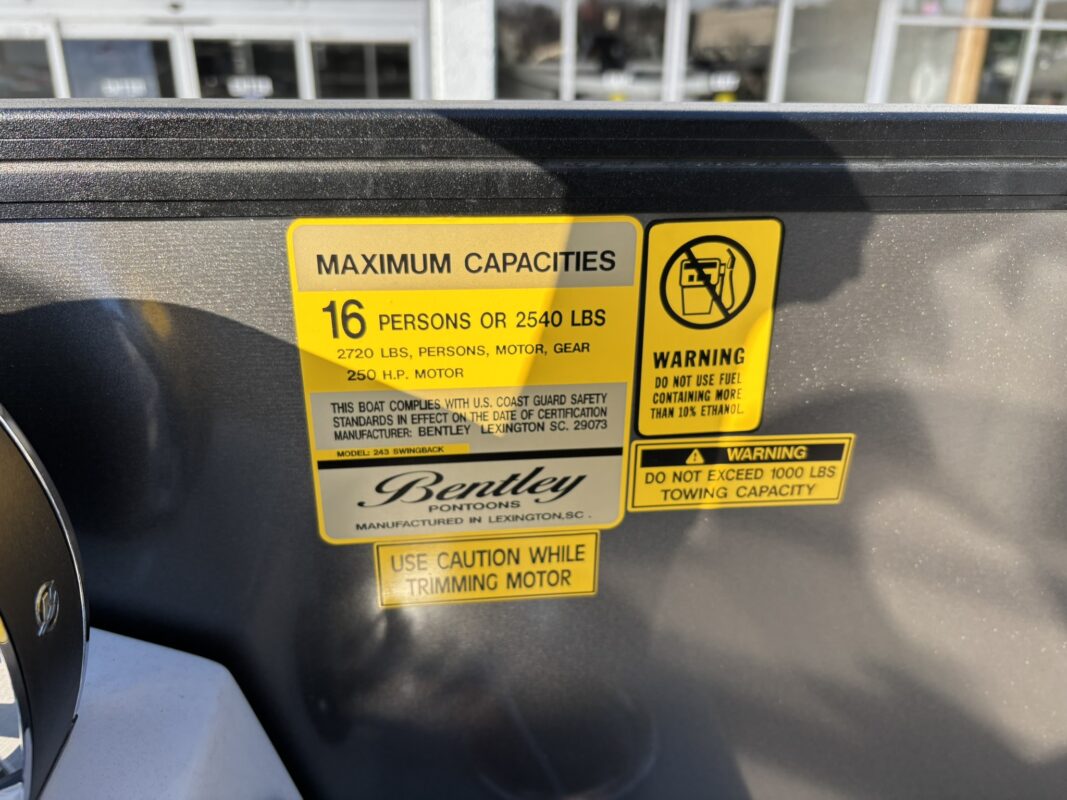 MAXIMUM CAPACITIES
16 PERSONS OR 2540 LBS
2720 LBS, PERSONS, MOTOR, GEAR
250 H.P. MOTOR
THIS BOAT COMPLIES WITH U.S. COAST GUARD SAFETY
STANDARDS IN EFFECT ON THE DATE OF CERTIFICATION
MANUFACTURER: BENTLEY LEXINGTON SC. 29073
MODEL: 243 SWINGBACK
Bentley
PONTOONS
MANUFACTURED IN LEXINGTON,SC.
USE CAUTION WHILE
TRIMMING MOTOR
WARNING
DO NOT USE FUEL
CONTAINING MORE
THAN 10% ETHANOL.
WARNING
DO NOT EXCEED 1000 LBS
TOWING CAPACITY